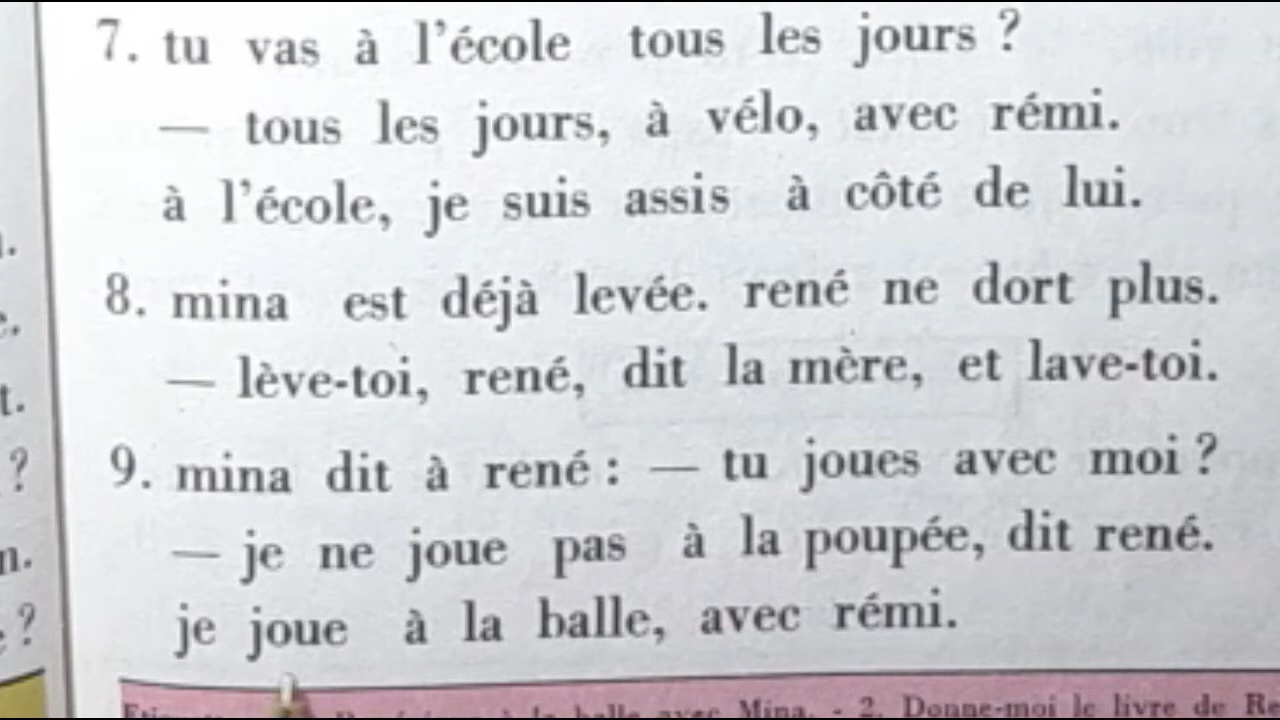 7. tu vas à l'école tous les jours ?
— tous les jours, à vélo, avec rémi.
à l'école, je suis assis à côté de lui.
8. mina est déjà levée. rené ne dort plus.
— lève-toi, rené, dit la mère, et lave-toi.
9. mina dit à rené : — tu joues avec moi ?
— je ne joue pas à la poupée, dit rené.
je joue à la balle, avec rémi.
à la balle avec Mina. - 2. Donne-moi le livre de